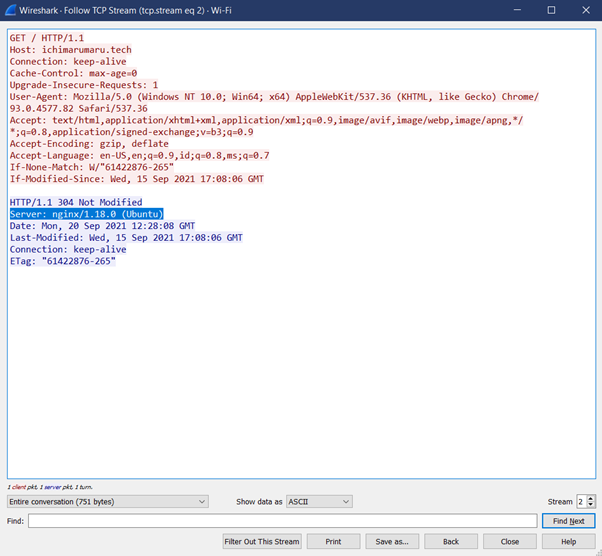 Wireshark · Follow TCP Stream (tcp.stream eq 2) · Wi-Fi
GET / HTTP/1.1
Host: ichimarumaru.tech
Connection: keep-alive
Cache-Control: max-age=0
Upgrade-Insecure-Requests: 1
User-Agent: Mozilla/5.0 (Windows NT 10.0; Win64; x64) AppleWebKit/537.36 (KHTML, like Gecko) Chrome/
93.0.4577.82 Safari/537.36
Accept: text/html,application/xhtml+xml,application/xml;q=0.9,image/avif,image/webp,image/apng,*/
*;q=0.8,application/signed-exchange;v=b3;q=0.9
Accept-Encoding: gzip, deflate
Accept-Language: en-US,en;q=0.9,id;q=0.8,ms;q=0.7
If-None-Match: W/"61422876-265"
If-Modified-Since: Wed, 15 Sep 2021 17:08:06 GMT
HTTP/1.1 304 Not Modified
Server: nginx/1.18.0 (Ubuntu)
Date: Mon, 20 Sep 2021 12:28:08 GMT
Last-Modified: Wed, 15 Sep 2021 17:08:06 GMT
Connection: keep-alive
ETag: "61422876-265"
1 client pkt, 1 server pkt, 1 turn.
Entire conversation (751 bytes) Show data as ASCII Stream 2
Find: Find Next
Filter Out This Stream Print Save as... Back Close Help